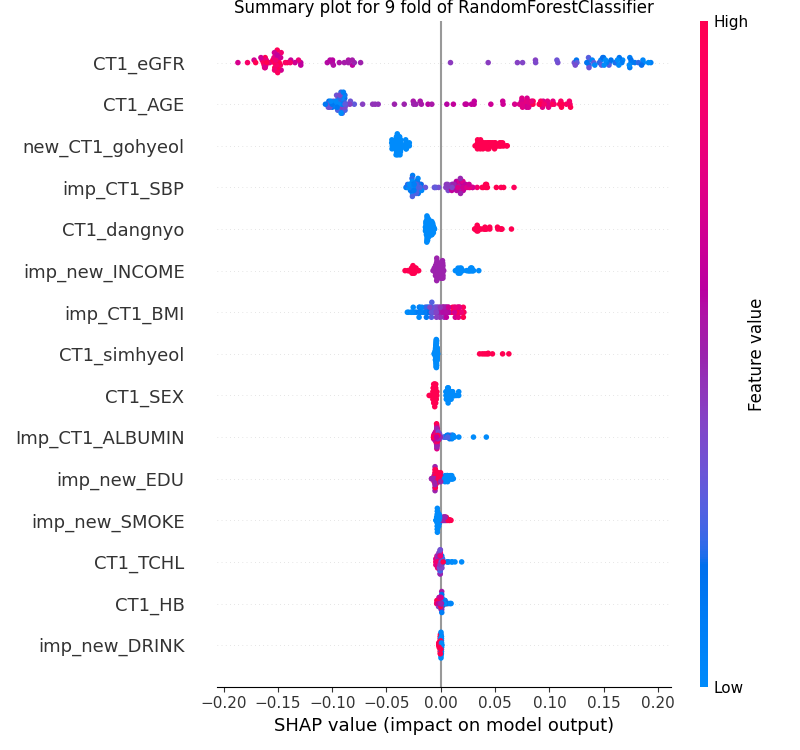 Summary plot for 9 fold of RandomForestClassifier
High
CT1_eGFR
CT1_AGE
new_CT1_gohyeol
imp_CT1_SBP
CT1_dangnyo
imp_new_INCOME
imp_CT1_BMI
CT1_simhyeol
CT1_SEX
Imp_CT1_ALBUMIN
imp_new_EDU
imp_new_SMOKE
CT1_TCHL
CT1_HB
imp_new_DRINK
Feature value
Low
−0.20 −0.15 −0.10 −0.05 0.00 0.05 0.10 0.15 0.20
SHAP value (impact on model output)